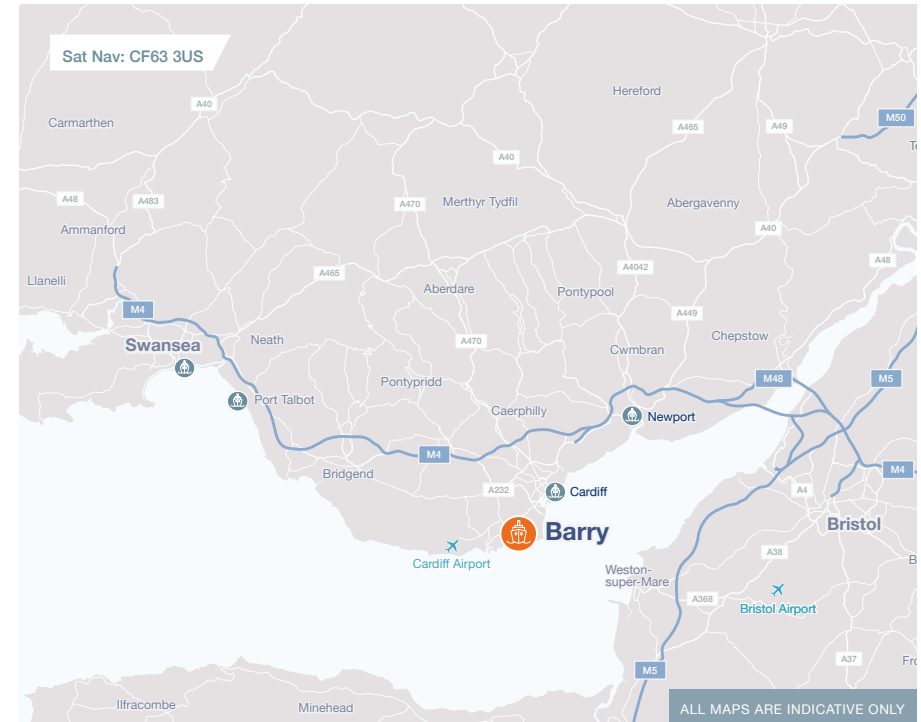 Sat Nav: CF63 3US
Hereford
A40
M50
Carmarthen
A465
A49
A40
A48
A483
A470
Merthyr Tydfil
Abergavenny
Ammanford
A40
A48
A465
A4042
Llanelli
Aberdare
Pontypool
M4
A449
Chepstow
Swansea
Neath
A470
Cwmbran
M48
M5
Port Talbot
Pontypridd
Caerphilly
Newport
M4
M4
Bridgend
A232
Cardiff
A4
Barry
Bristol
Cardiff Airport
A38
Weston-
super-Mare
A368
Bristol Airport
A37
M5
Ilfracombe
Minehead
ALL MAPS ARE INDICATIVE ONLY